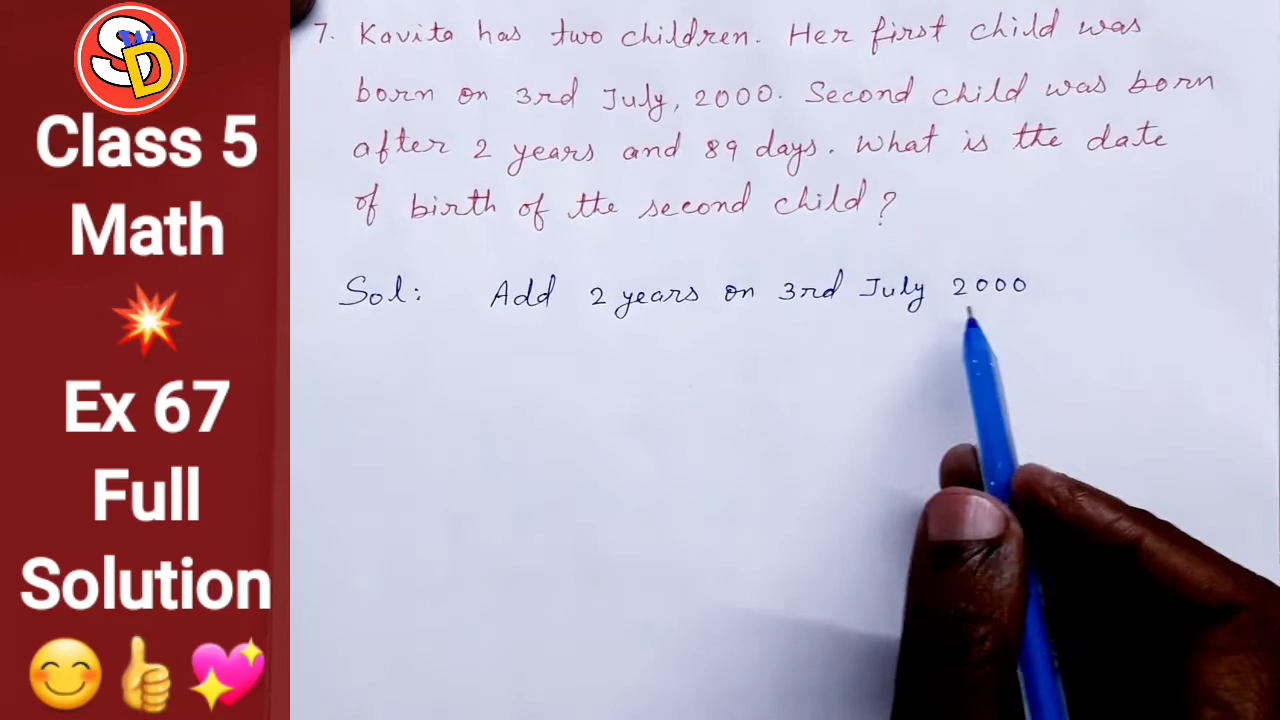 SwD
Class 5
Math
Ex 67
Full
Solution
7. Kavita has two children. Her first child was
born on 3rd July, 2000. Second child was born
after 2 years and 89 days. What is the date
of birth of the second child?
Sol: Add 2 years on 3rd July 2000